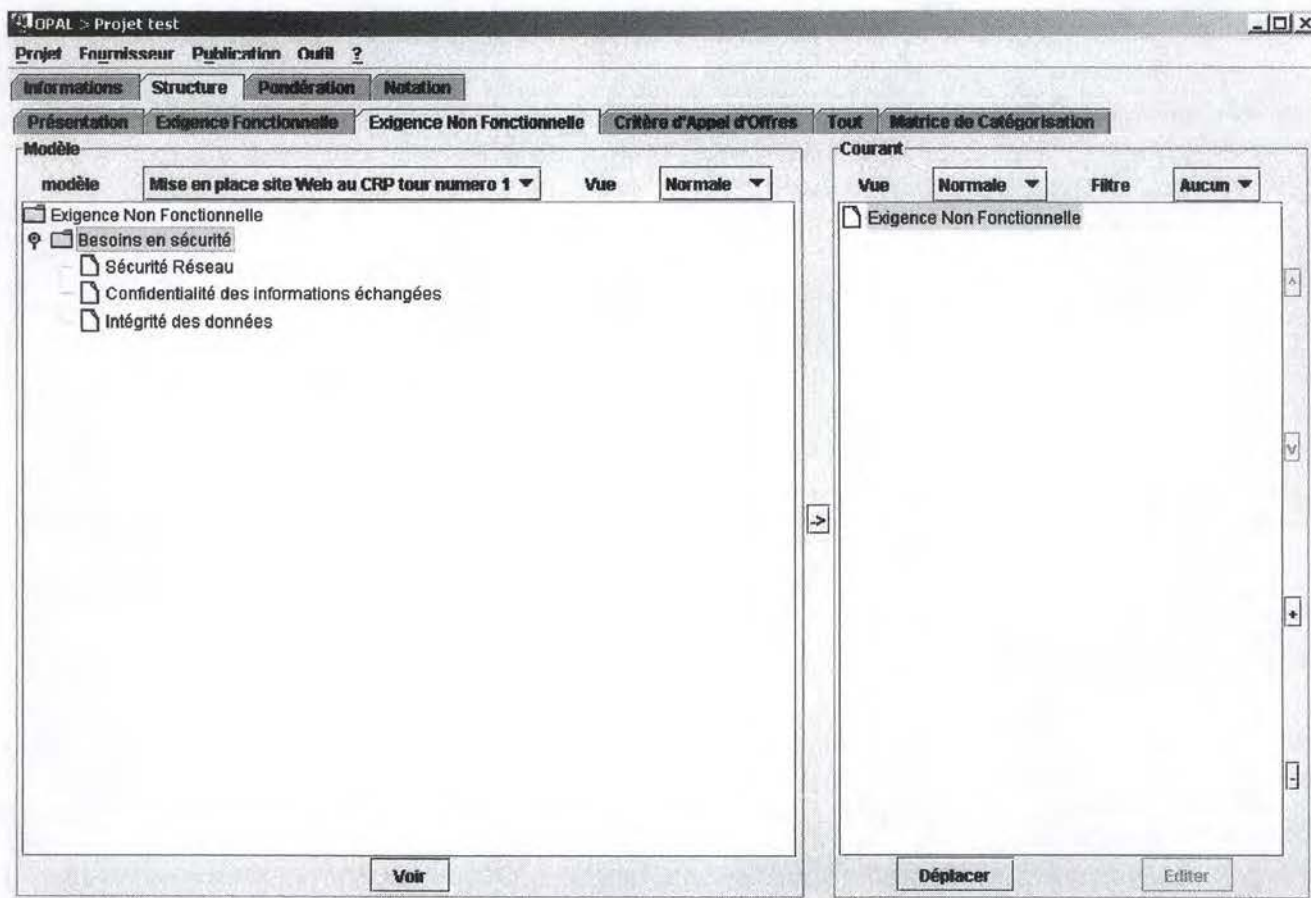 OPAL > Projet test
Projet Fournisseur Publication Outil ?
Informations Structure Pondération Notation
Présentation Exigence Fonctionnelle Exigence Non Fonctionnelle Critère d'Appel d'Offres Tout Matrice de Catégorisation
Modèle
modèle Mise en place site Web au CRP tour numero 1 Vue Normale
Exigence Non Fonctionnelle
Besoins en sécurité
Sécurité Réseau
Confidentialité des informations échangées
Intégrité des données
Voir
->
Courant
Vue Normale Filtre Aucun
Exigence Non Fonctionnelle
^
v
+
-
Déplacer Editer